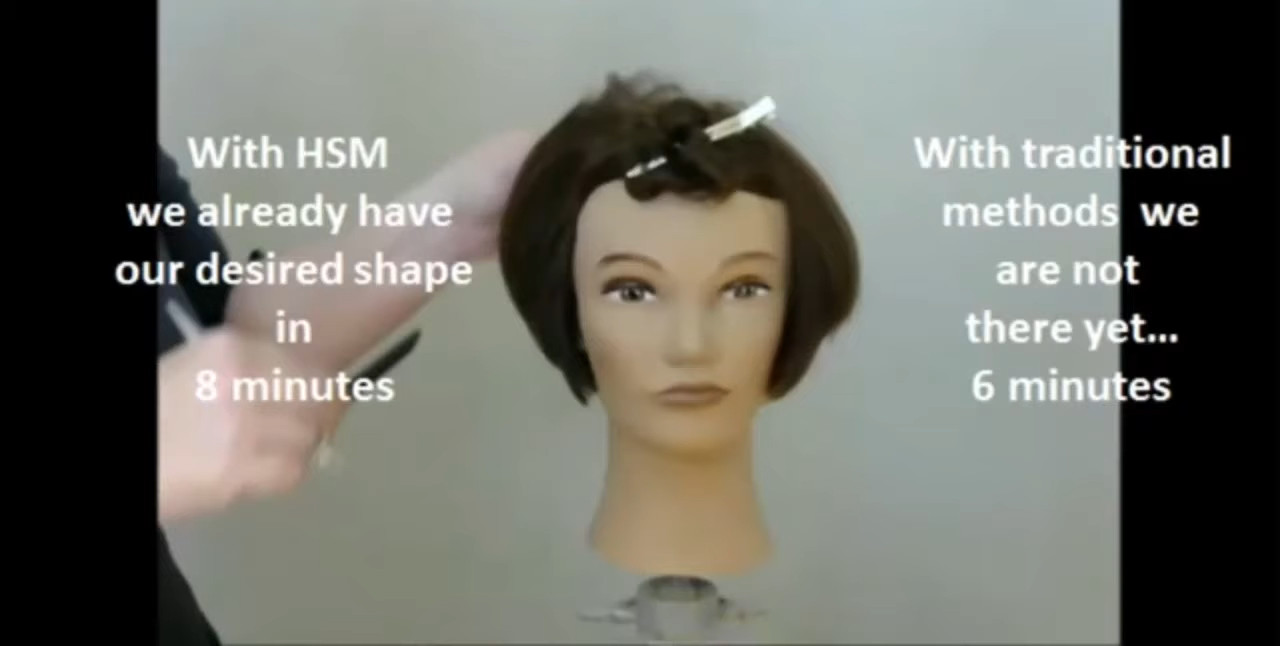 With HSM
we already have
our desired shape
in
8 minutes
With traditional
methods we
are not
there yet...
6 minutes